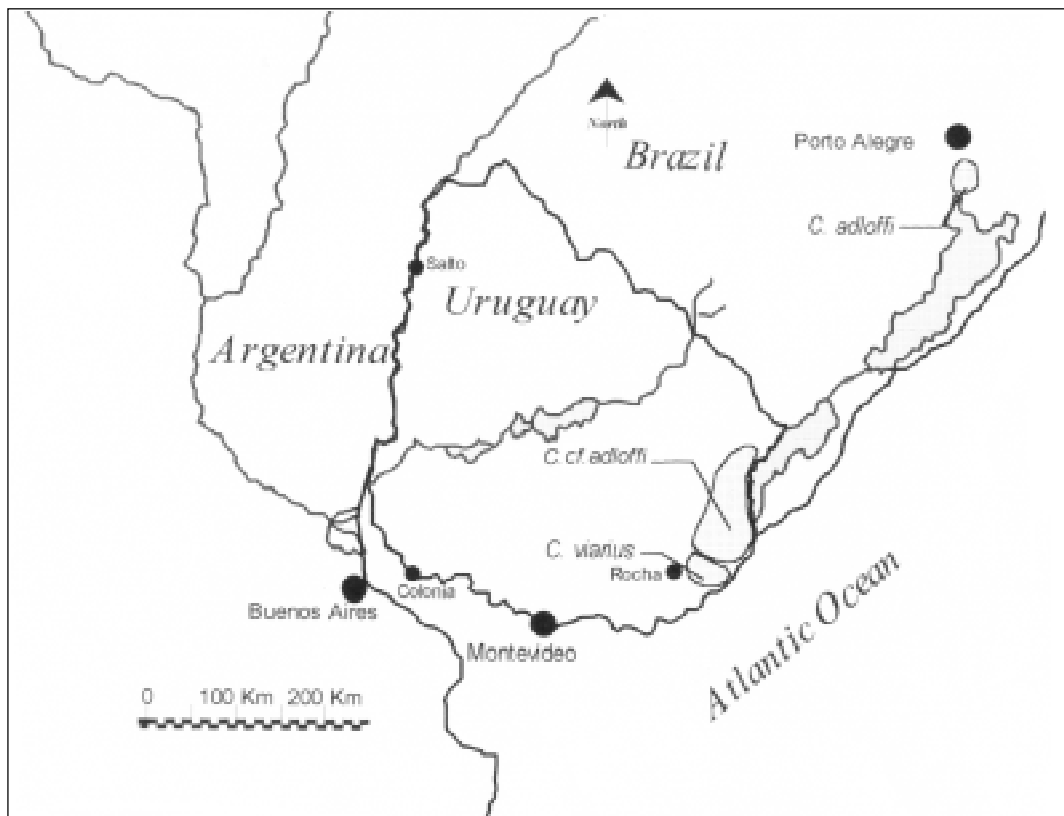 North
Brazil
Porto Alegre
C. adloffi
Salto
Uruguay
Argentina
C. cf. adloffi
C. viarius
Rocha
Colonia
Buenos Aires
Montevideo
Atlantic Ocean
0 100 Km 200 Km